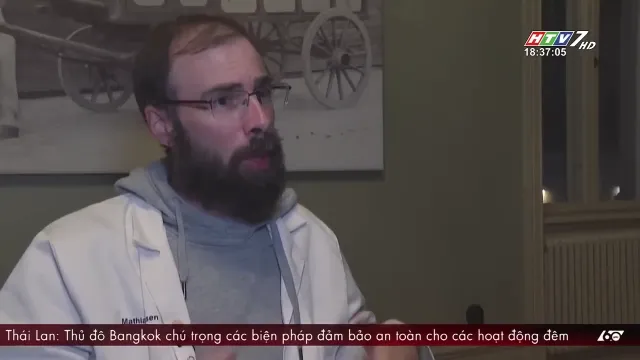 HTV7 HD
18:37:05
Thái Lan: Thủ đô Bangkok chú trọng các biện pháp đảm bảo an toàn cho các hoạt động đêm
60